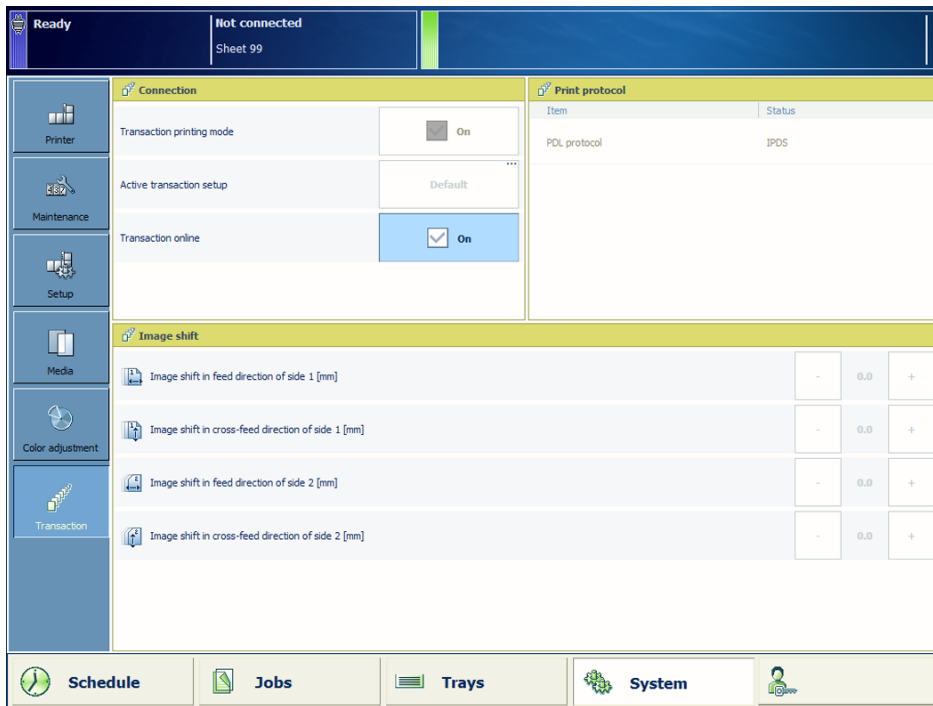 Ready
Not connected
Sheet 99
Printer
Maintenance
Setup
Media
Color adjustment
Transaction
Connection
Transaction printing mode
On
Active transaction setup
...
Default
Transaction online
On
Print protocol
Item Status
PDL protocol IPDS
Image shift
1 Image shift in feed direction of side 1 [mm] - 0.0 +
1 Image shift in cross-feed direction of side 1 [mm] - 0.0 +
2 Image shift in feed direction of side 2 [mm] - 0.0 +
2 Image shift in cross-feed direction of side 2 [mm] - 0.0 +
Schedule
Jobs
Trays
System